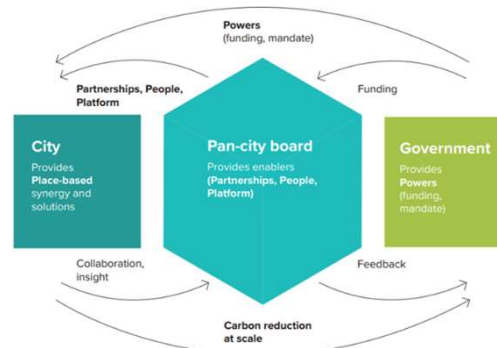 Powers
(funding, mandate)
Partnerships, People,
Platform
Funding
City
Provides
Place-based
synergy and
solutions
Pan-city board
Provides enablers
(Partnerships, People,
Platform)
Government
Provides
Powers
(funding,
mandate)
Collaboration,
insight
Feedback
Carbon reduction
at scale